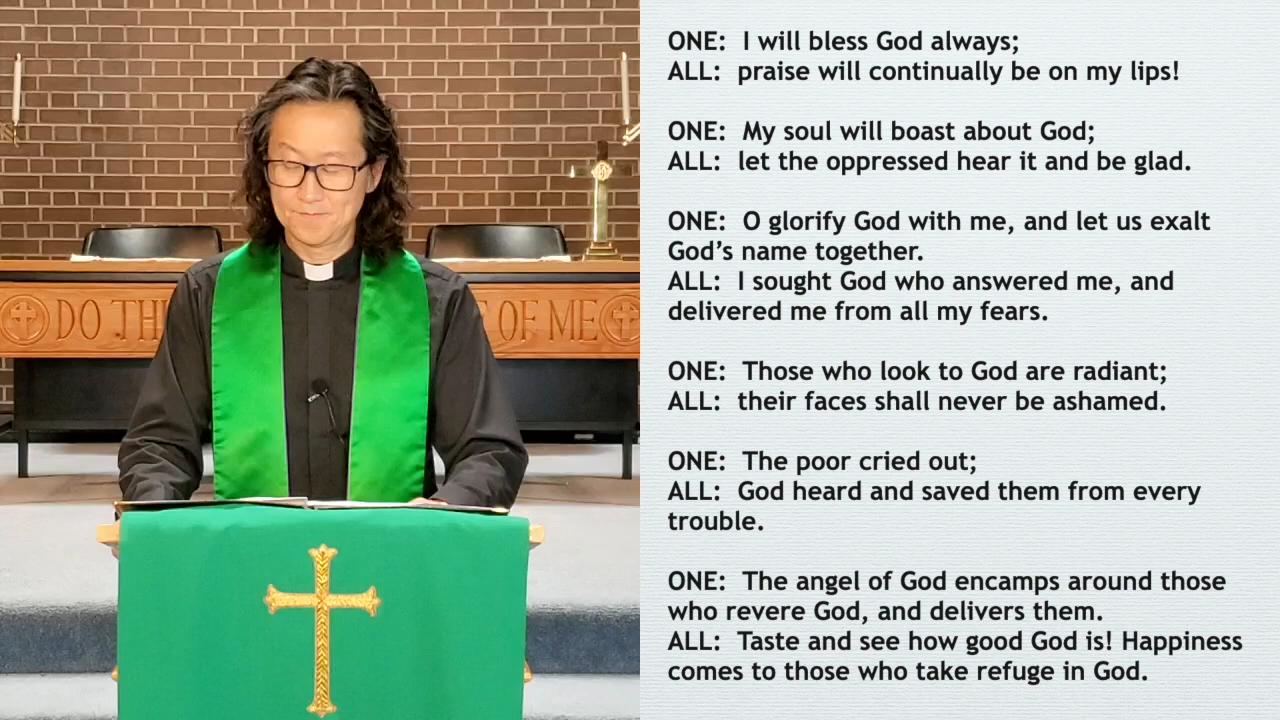 DO TH
OF ME
ONE: I will bless God always;
ALL: praise will continually be on my lips!
ONE: My soul will boast about God;
ALL: let the oppressed hear it and be glad.
ONE: O glorify God with me, and let us exalt
God’s name together.
ALL: I sought God who answered me, and
delivered me from all my fears.
ONE: Those who look to God are radiant;
ALL: their faces shall never be ashamed.
ONE: The poor cried out;
ALL: God heard and saved them from every
trouble.
ONE: The angel of God encamps around those
who revere God, and delivers them.
ALL: Taste and see how good God is! Happiness
comes to those who take refuge in God.